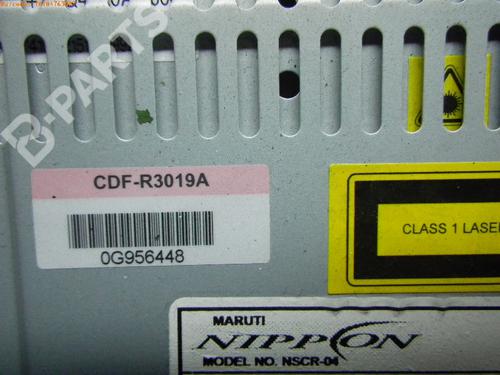 B-PARTS
CDF-R3019A
0G956448
CLASS 1 LASE
MARUTI
NIPPON
MODEL NO. NSCR-04